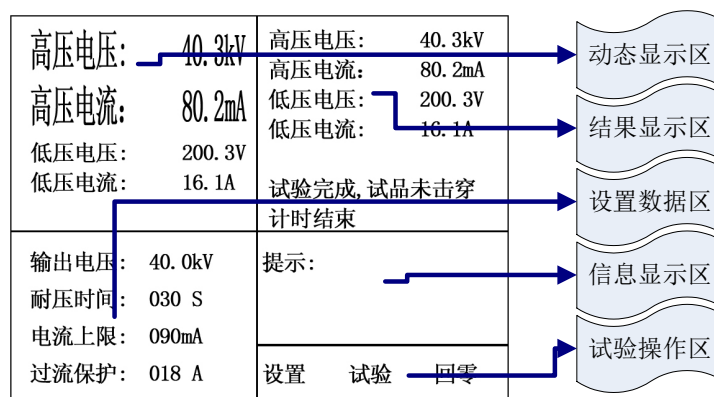 高压电压: 40.3kV
高压电流: 80.2mA
低压电压: 200.3V
低压电流: 16.1A
高压电压: 40.3kV
高压电流: 80.2mA
低压电压: 200.3V
低压电流: 16.1A
试验完成,试品未击穿
计时结束
输出电压: 40.0kV
耐压时间: 030 S
电流上限: 090mA
过流保护: 018 A
提示:
设置 试验 回零
动态显示区
结果显示区
设置数据区
信息显示区
试验操作区